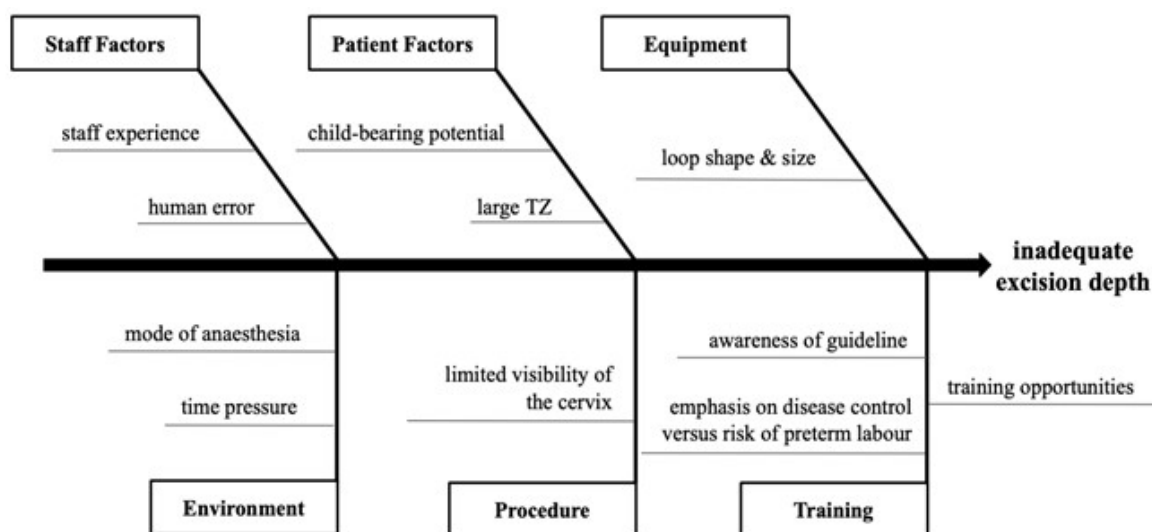 Staff Factors
Patient Factors
Equipment
staff experience
child-bearing potential
loop shape & size
human error
large TZ
inadequate
excision depth
mode of anaesthesia
awareness of guideline
limited visibility of
the cervix
training opportunities
time pressure
emphasis on disease control
versus risk of preterm labour
Environment
Procedure
Training